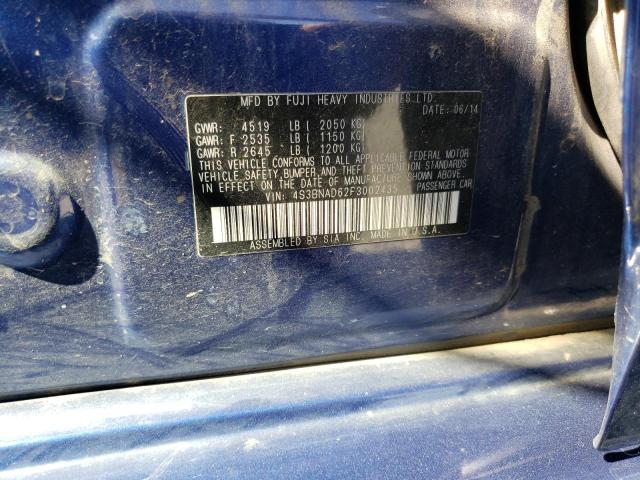 MFD BY FUJI HEAVY INDUSTRIES LTD.
DATE: 06/14
GVWR: 4519 LB ( 2050 KG)
GAWR: F 2535 LB ( 1150 KG)
GAWR: R 2645 LB ( 1200 KG)
THIS VEHICLE CONFORMS TO ALL APPLICABLE FEDERAL MOTOR
VEHICLE SAFETY, BUMPER, AND THEFT PREVENTION STANDARDS
IN EFFECT ON THE DATE OF MANUFACTURE SHOWN ABOVE.
VIN: 4S3BNAD62F3002435 PASSENGER CAR
ASSEMBLED BY SIA INC. MADE IN U.S.A.